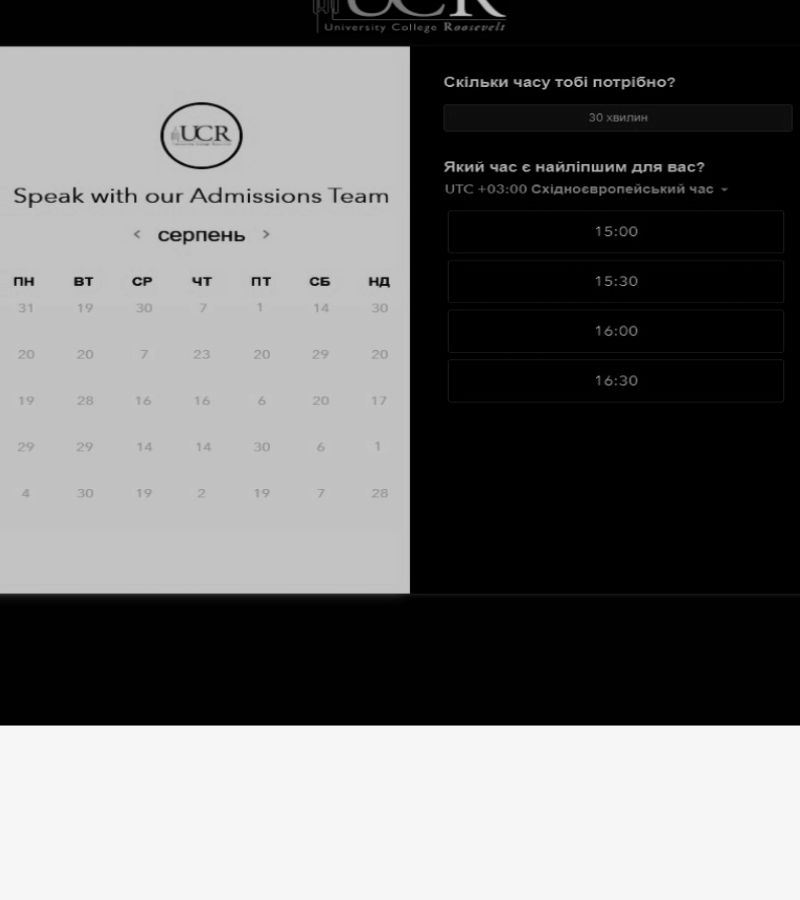 UCR
University College Roosevelt
UCR
Speak with our Admissions Team
< серпень >
ПН ВТ СР ЧТ ПТ СБ НД
31 19 30 7 1 14 30
20 20 7 23 20 29 20
19 28 16 16 6 20 17
29 29 14 14 30 6 1
4 30 19 2 19 7 28
Скільки часу тобі потрібно?
30 хвилин
Який час є найліпшим для вас?
UTC +03:00 Східноєвропейський час
15:00
15:30
16:00
16:30